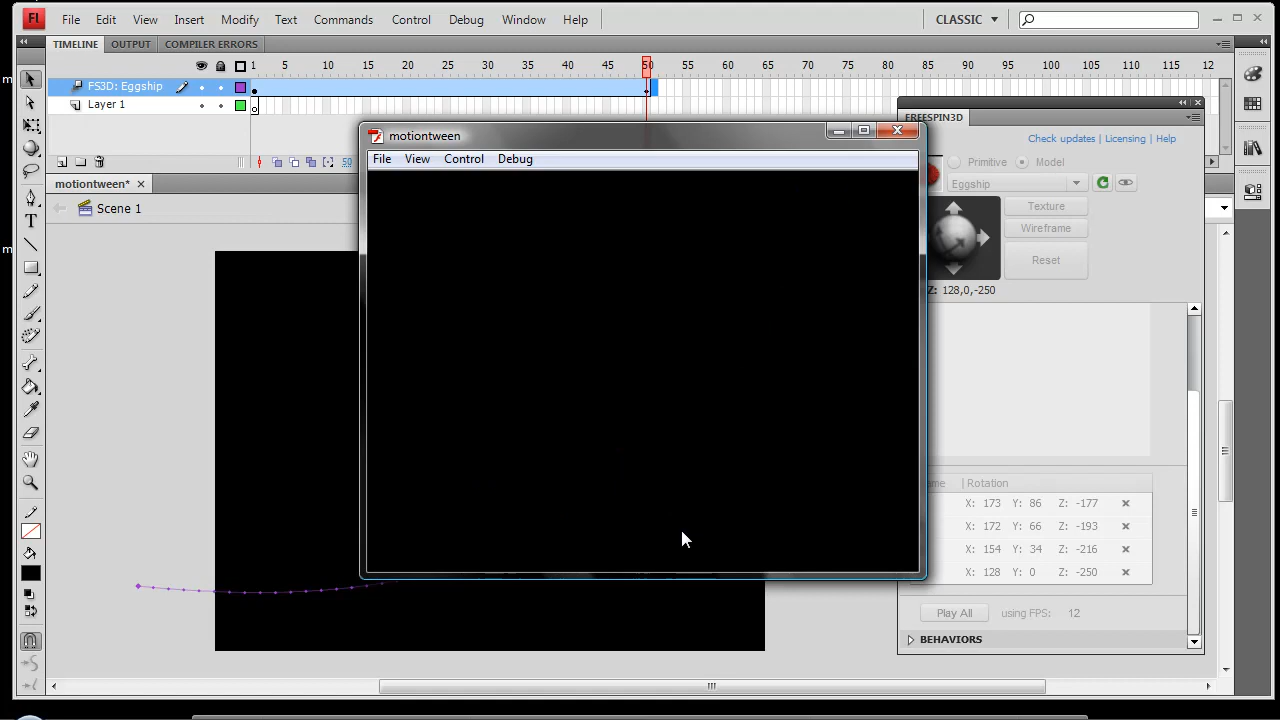 Fl File Edit View Insert Modify Text Commands Control Debug Window Help CLASSIC
TIMELINE OUTPUT COMPILER ERRORS
1 5 10 15 20 25 30 35 40 45 50 55 60 65 70 75 80 85 90 95 100 105 110 115 12
FS3D: Eggship
Layer 1
50
motiontween*
Scene 1
motiontween
File View Control Debug
FREESPIN3D
Check updates | Licensing | Help
Primitive Model
Eggship
Texture
Wireframe
Reset
Z: 128,0,-250
ame Rotation
X: 173 Y: 86 Z: -177
X: 172 Y: 66 Z: -193
X: 154 Y: 34 Z: -216
X: 128 Y: 0 Z: -250
Play All using FPS: 12
BEHAVIORS